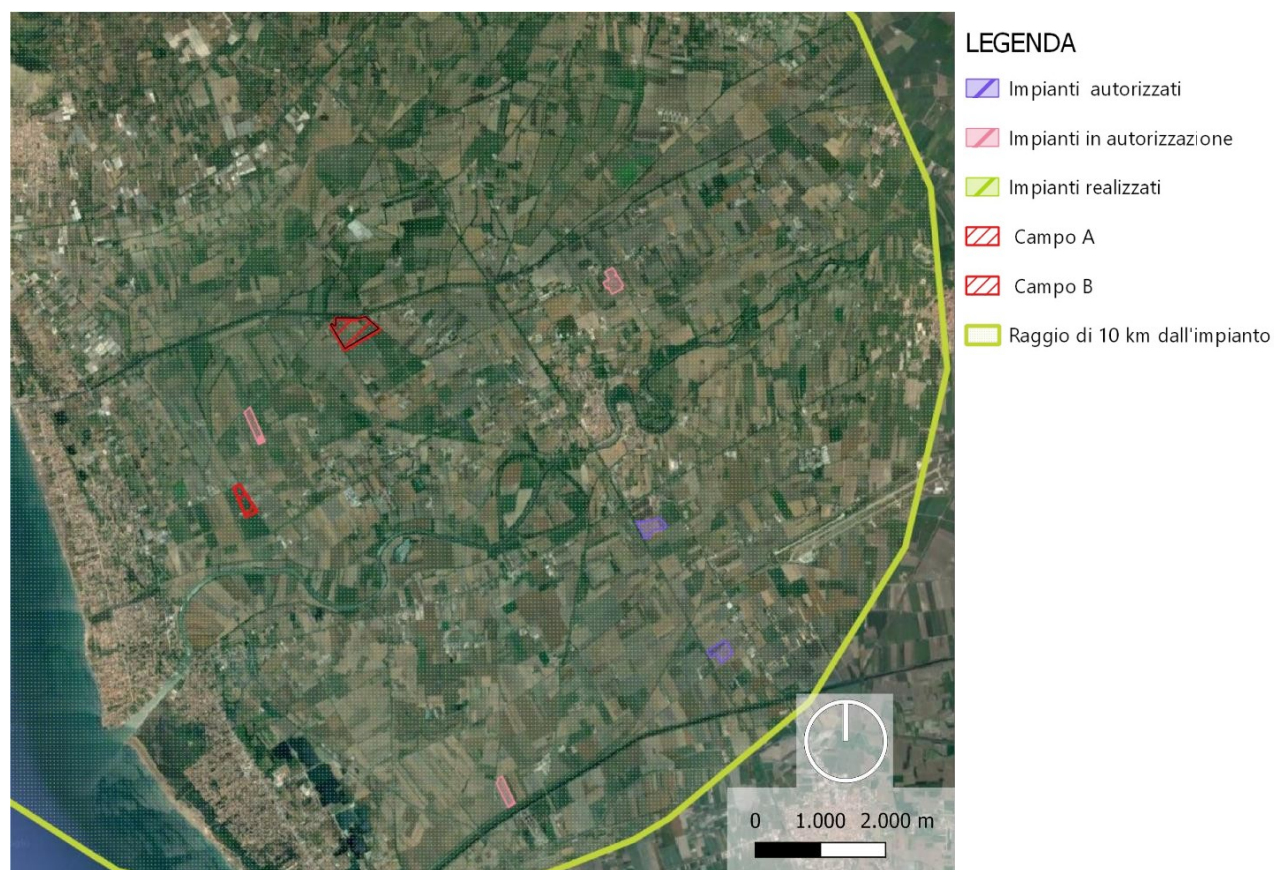 LEGENDA
Impianti autorizzati
Impianti in autorizzazione
Impianti realizzati
Campo A
Campo B
Raggio di 10 km dall'impianto
0 1.000 2.000 m